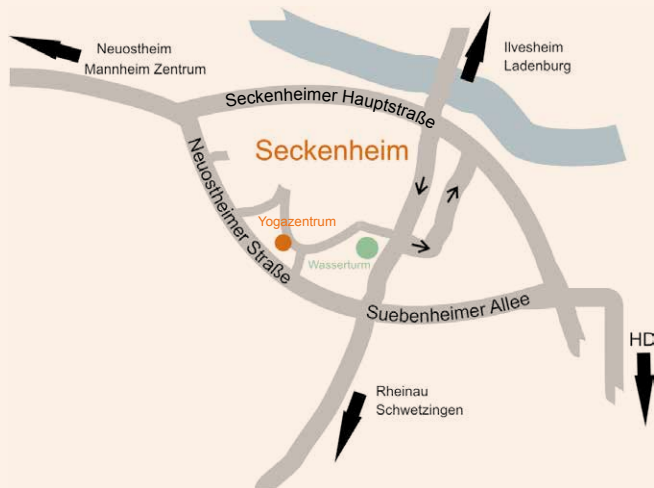 Neuostheim
Mannheim Zentrum
Ilvesheim
Ladenburg
Seckenheimer Hauptstraße
Seckenheim
Neuostheimer Straße
Yogazentrum
Wasserturm
Suebenheimer Allee
HD
Rheinau
Schwetzingen